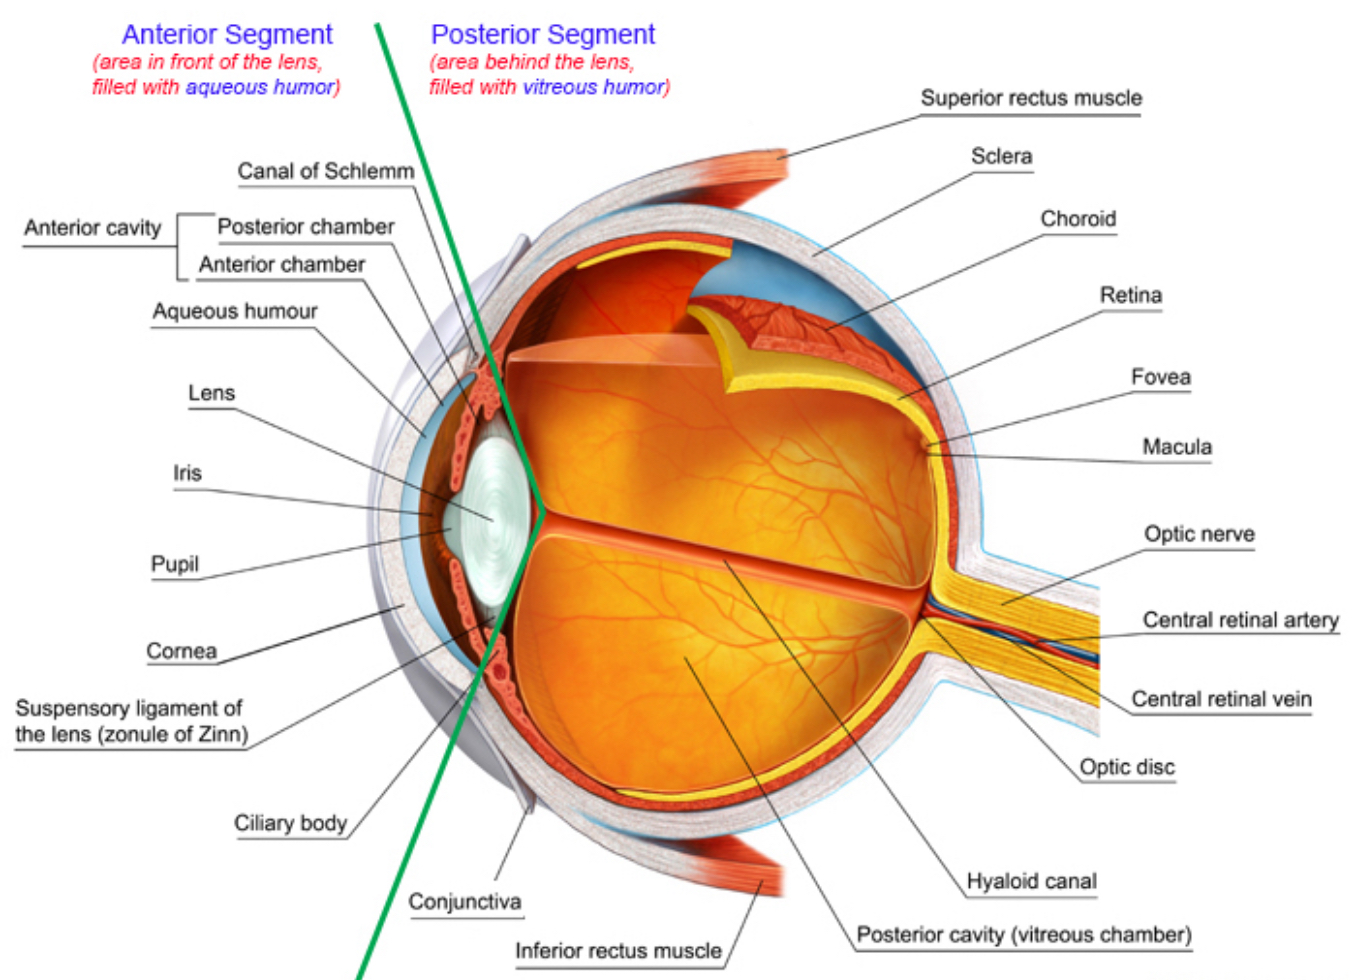 Anterior Segment
(area in front of the lens,
filled with aqueous humor)
Posterior Segment
(area behind the lens,
filled with vitreous humor)
Canal of Schlemm
Anterior cavity
Posterior chamber
Anterior chamber
Aqueous humour
Lens
Iris
Pupil
Cornea
Suspensory ligament of
the lens (zonule of Zinn)
Ciliary body
Conjunctiva
Inferior rectus muscle
Superior rectus muscle
Sclera
Choroid
Retina
Fovea
Macula
Optic nerve
Central retinal artery
Central retinal vein
Optic disc
Hyaloid canal
Posterior cavity (vitreous chamber)